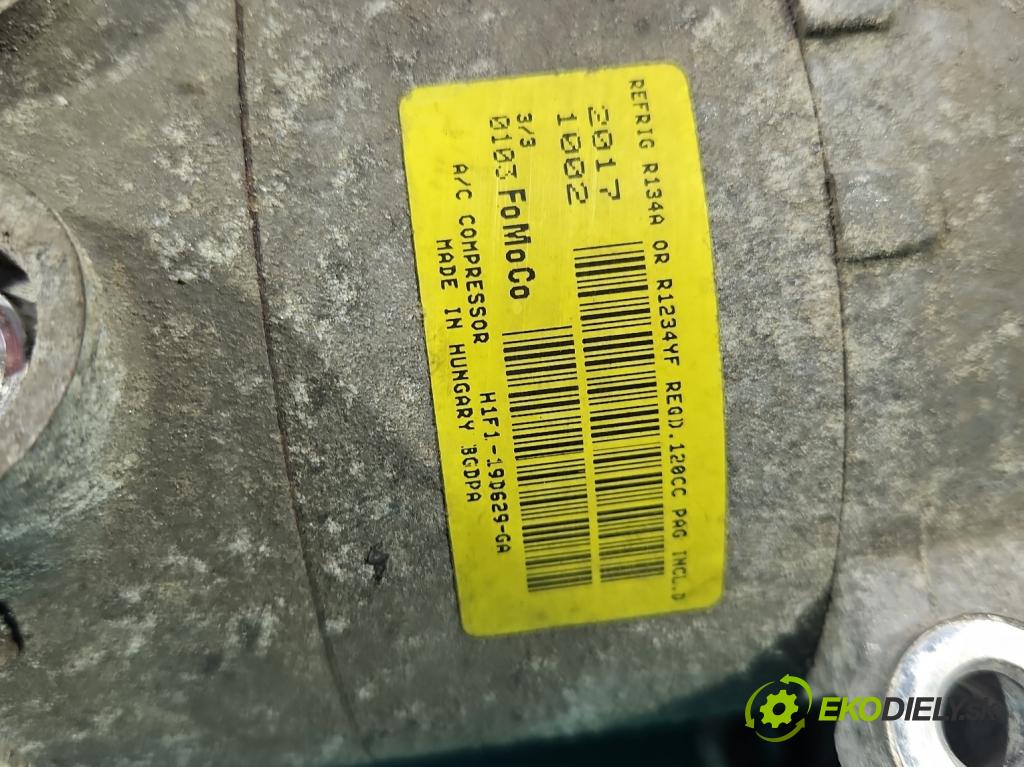 REFRIG R134A OR R1234YF REQD.120CC PAG INCL.D
2017
1002
3/3
0103 FoMoCo
A/C COMPRESSOR H1F1-19D629-GA
MADE IN HUNGARY BGDPA
EKODIELY.SK